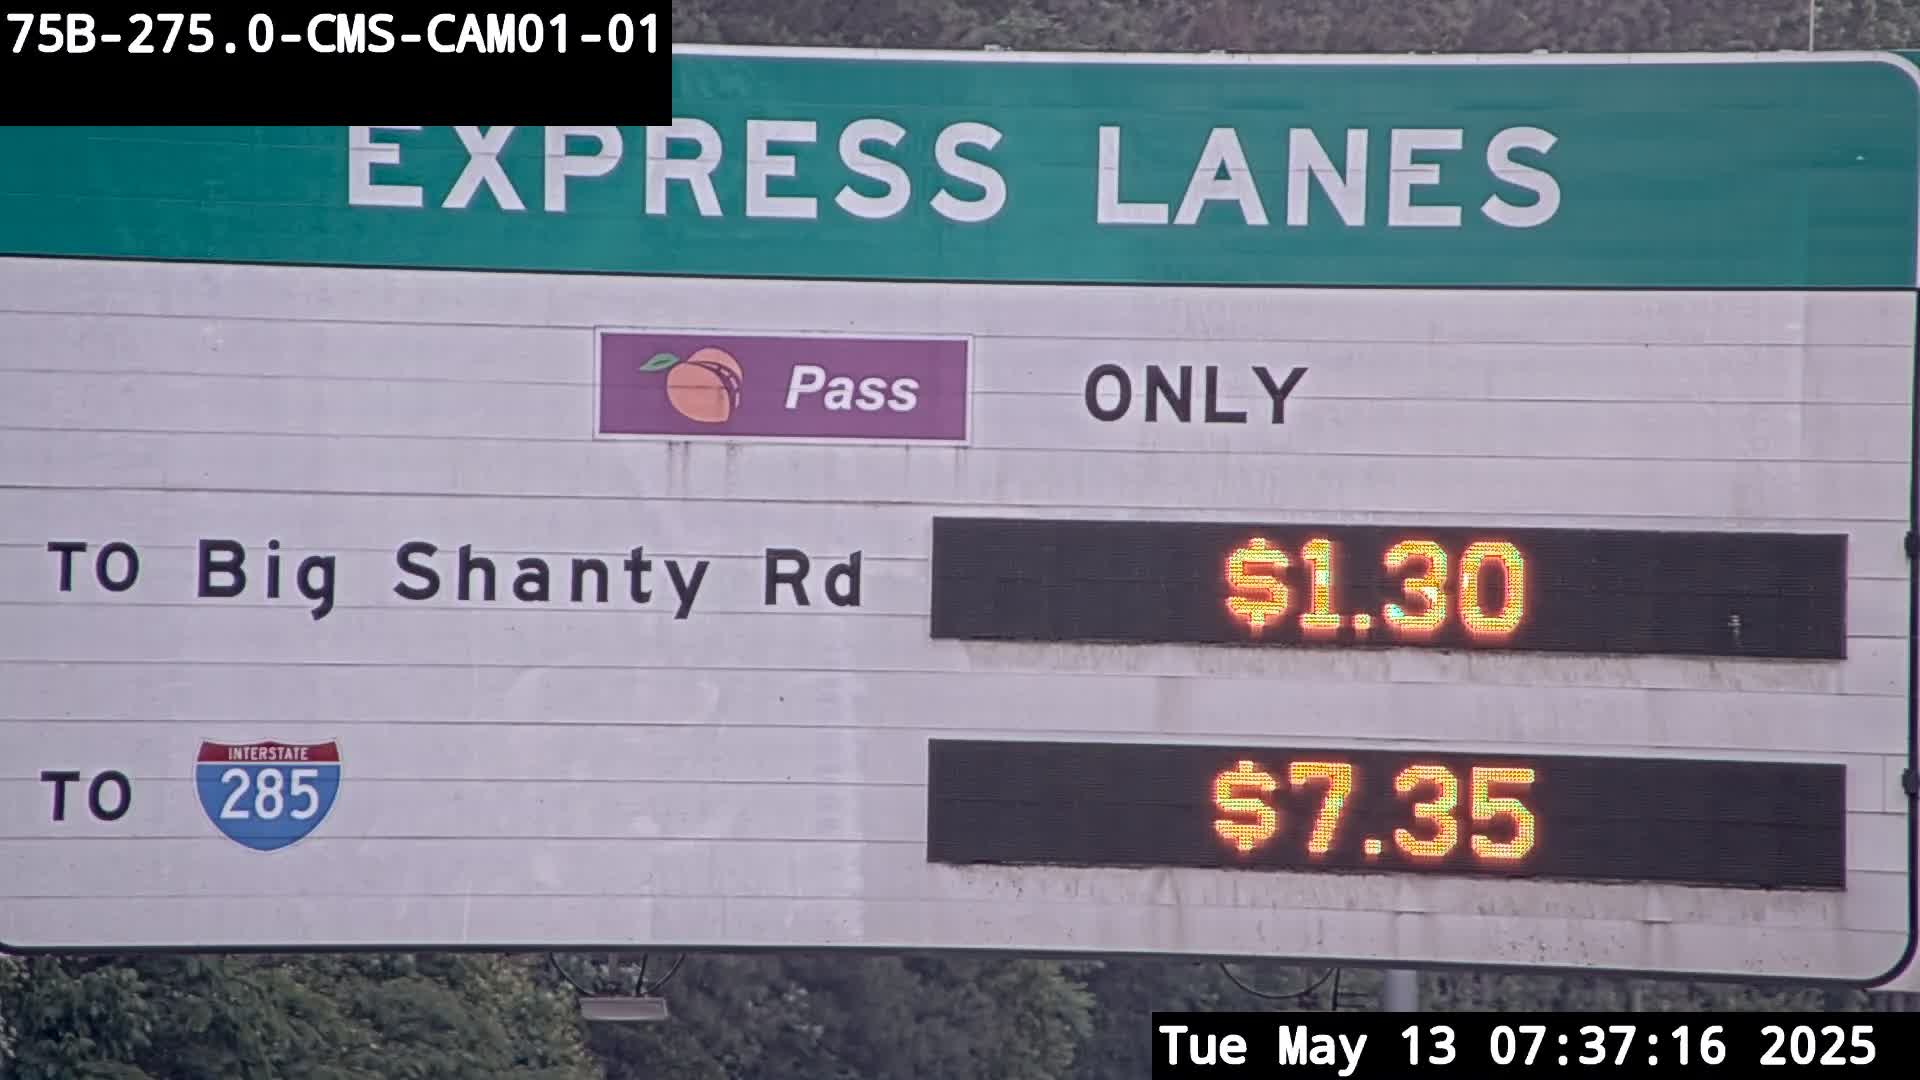 75B-275.0-CMS-CAM01-01
EXPRESS LANES
Pass ONLY
TO Big Shanty Rd $1.30
INTERSTATE
TO 285 $7.35
Tue May 13 07:37:16 2025